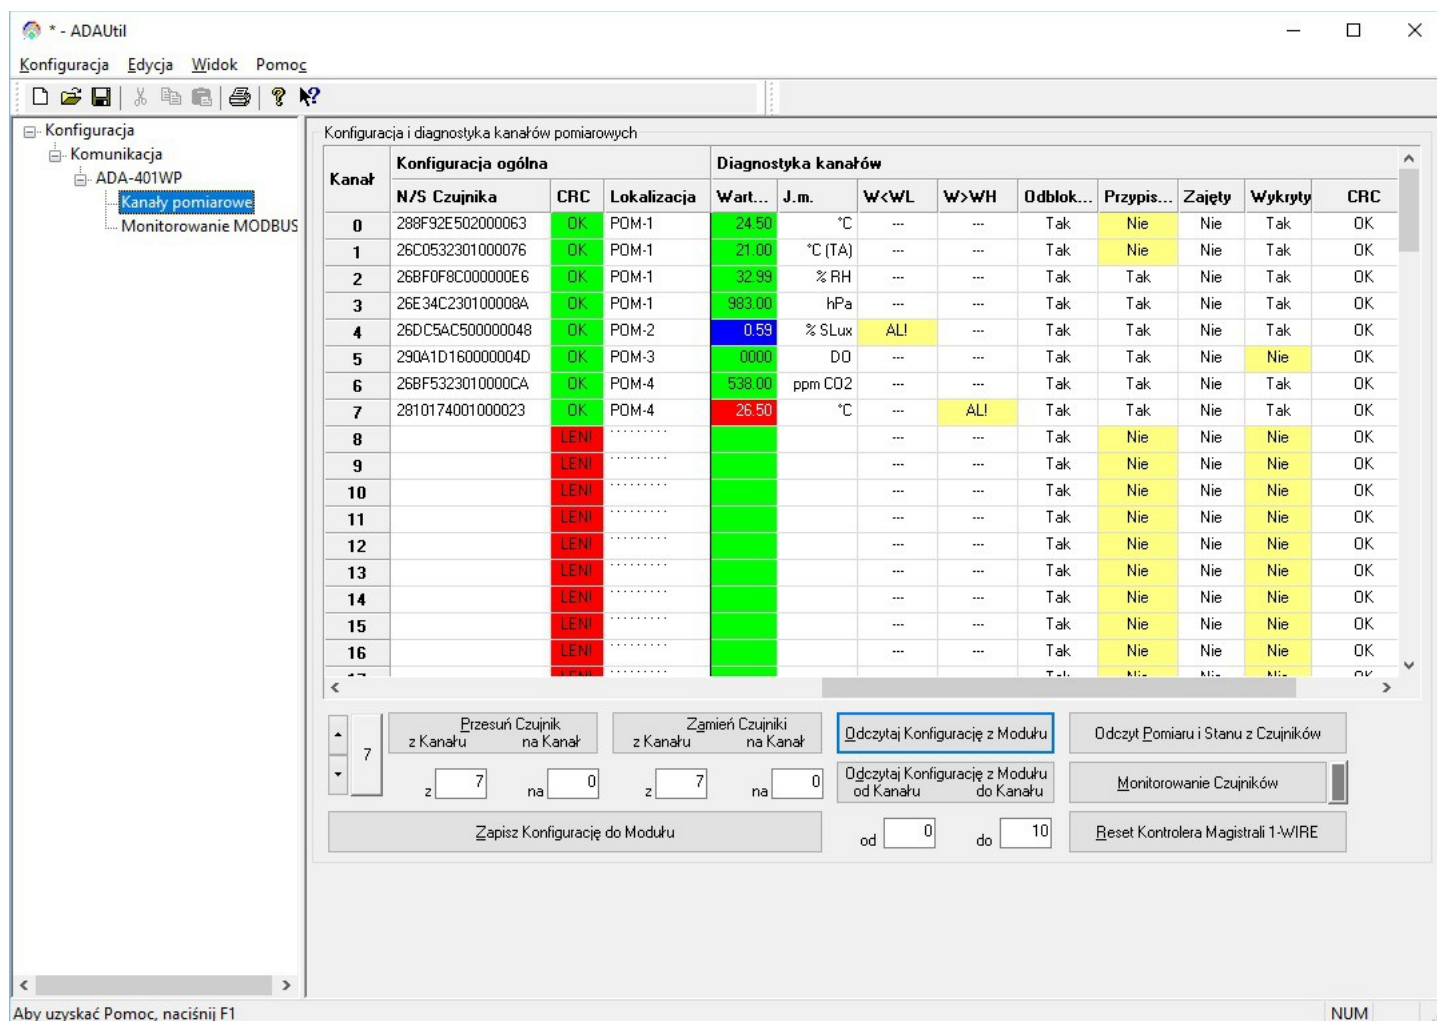 * - ADAUtil
Konfiguracja Edycja Widok Pomoc
Konfiguracja
Komunikacja
ADA-401WP
Kanały pomiarowe
Monitorowanie MODBUS
Konfiguracja i diagnostyka kanałów pomiarowych
Kanał Konfiguracja ogólna Diagnostyka kanałów
N/S Czujnika CRC Lokalizacja Wart... J.m. W<WL W>WH Odblok... Przypis... Zajęty Wykryty CRC
0 288F92E502000063 OK POM-1 24.50 °C --- --- Tak Nie Nie Tak OK
1 26C0532301000076 OK POM-1 21.00 °C (TA) --- --- Tak Nie Nie Tak OK
2 26BF0F8C000000E6 OK POM-1 32.99 % RH --- --- Tak Tak Nie Tak OK
3 26E34C230100008A OK POM-1 983.00 hPa --- --- Tak Tak Nie Tak OK
4 26DC5AC500000048 OK POM-2 0.59 % SLux AL! --- Tak Tak Nie Tak OK
5 290A1D160000004D OK POM-3 0000 DO --- --- Tak Tak Nie Nie OK
6 26BF5323010000CA OK POM-4 538.00 ppm CO2 --- --- Tak Tak Nie Tak OK
7 2810174001000023 OK POM-4 26.50 °C --- AL! Tak Tak Nie Tak OK
8 LEN! ......... --- --- Tak Nie Nie Nie OK
9 LEN! ......... --- --- Tak Nie Nie Nie OK
10 LEN! ......... --- --- Tak Nie Nie Nie OK
11 LEN! ......... --- --- Tak Nie Nie Nie OK
12 LEN! ......... --- --- Tak Nie Nie Nie OK
13 LEN! ......... --- --- Tak Nie Nie Nie OK
14 LEN! ......... --- --- Tak Nie Nie Nie OK
15 LEN! ......... --- --- Tak Nie Nie Nie OK
16 LEN! ......... --- --- Tak Nie Nie Nie OK
7
Przesuń Czujnik
z Kanału na Kanał
Zamień Czujniki
z Kanału na Kanał
Odczytaj Konfigurację z Modułu
Odczyt Pomiaru i Stanu z Czujników
z 7 na 0
z 7 na 0
Odczytaj Konfigurację z Modułu
od Kanału do Kanału
Monitorowanie Czujników
Zapisz Konfigurację do Modułu
od 0 do 10
Reset Kontrolera Magistrali 1-WIRE
Aby uzyskać Pomoc, naciśnij F1
NUM